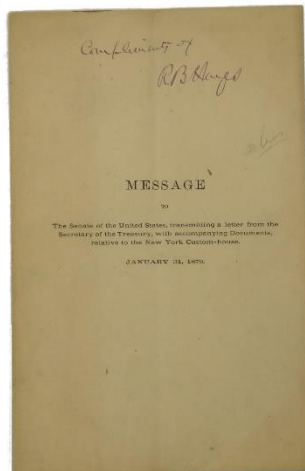 Compliments of
R B Hayes
MESSAGE
TO
The Senate of the United States, transmitting a letter from the
Secretary of the Treasury, with accompanying Documents,
relative to the New York Custom-house.
JANUARY 31, 1879.